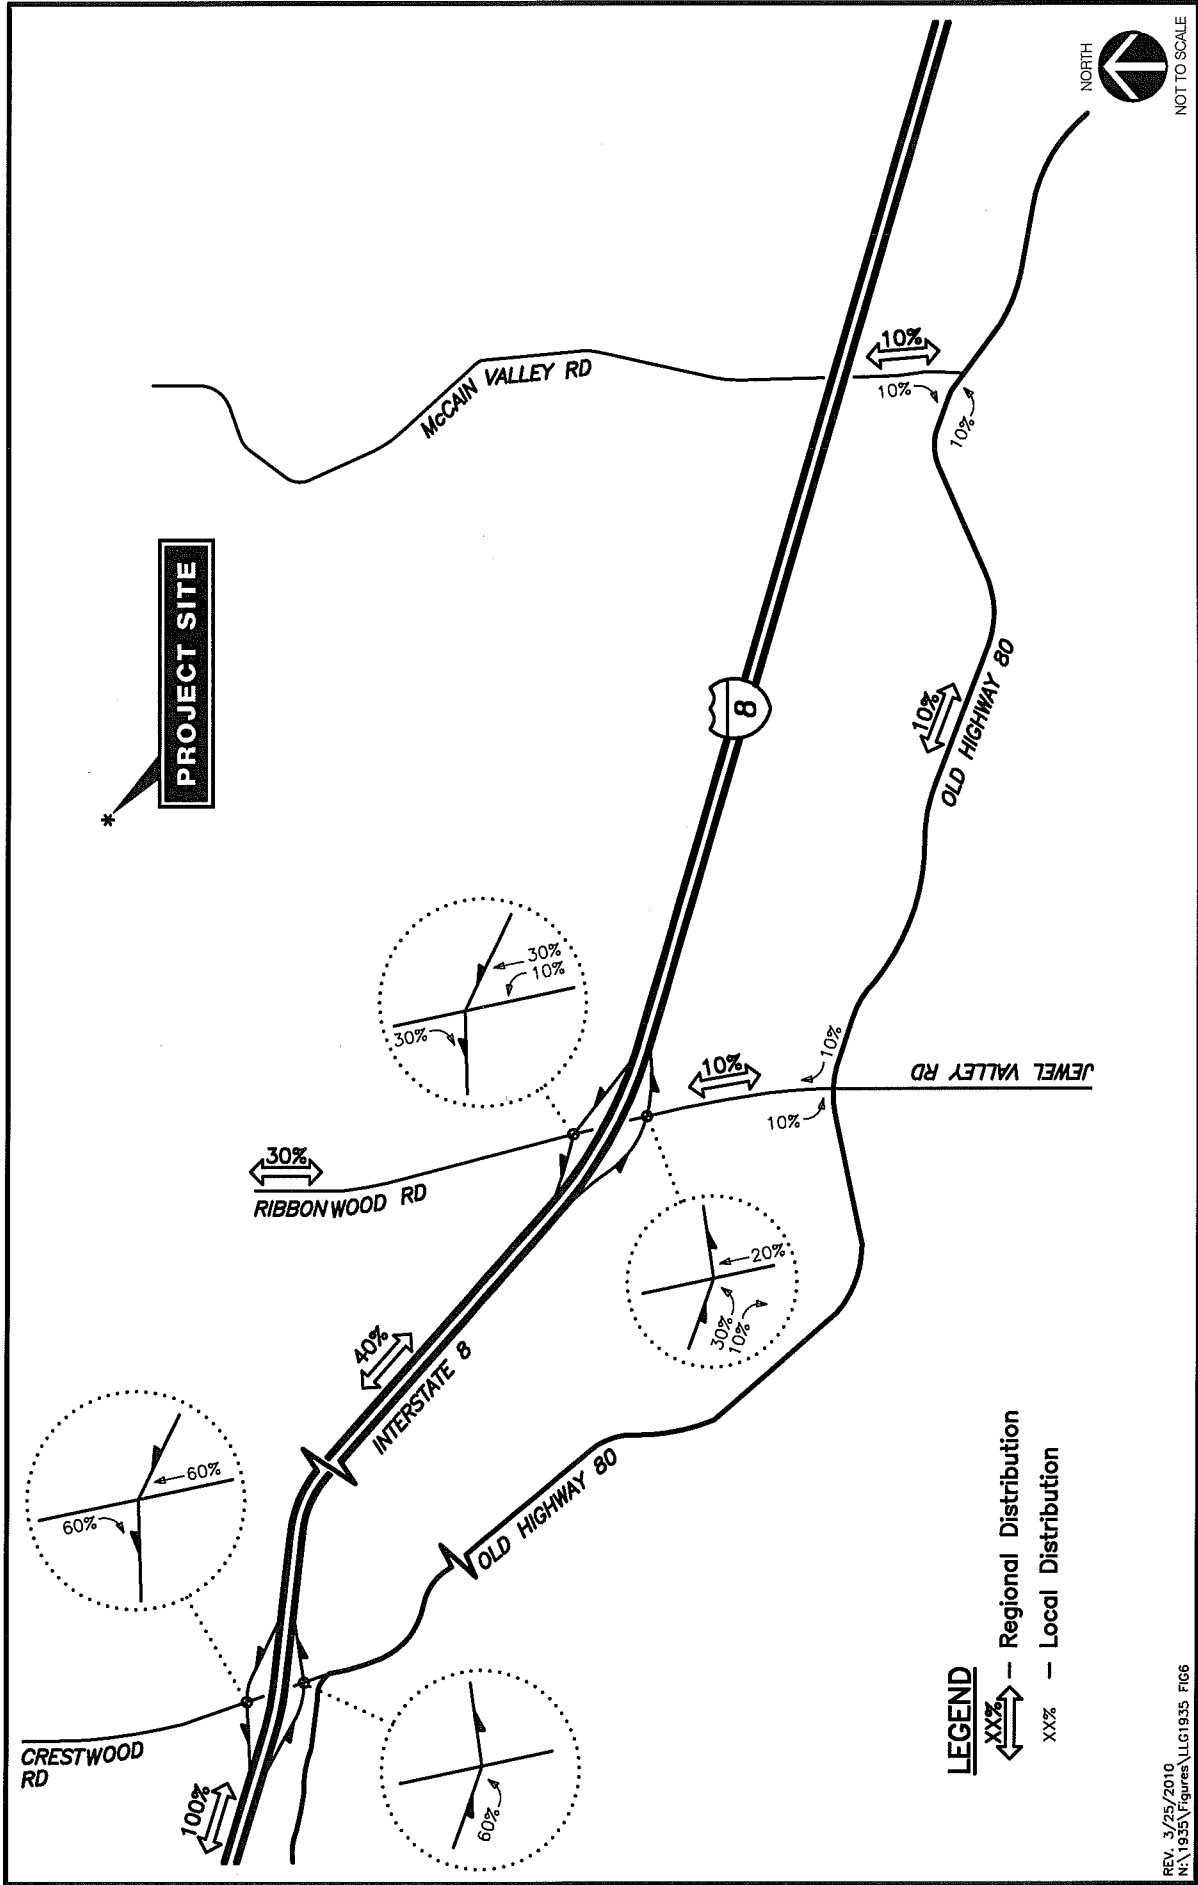 CRESTWOOD
RD
100%
60%
60%
60%
INTERSTATE 8
40%
OLD HIGHWAY 80
RIBBONWOOD RD
30%
30%
30%
10%
20%
30%
10%
10%
10%
10%
JEWEL VALLEY RD
PROJECT SITE
*
8
10%
OLD HIGHWAY 80
McCAIN VALLEY RD
10%
10%
10%
NORTH
NOT TO SCALE
LEGEND
XX% — Regional Distribution
XX% — Local Distribution
REV. 3/25/2010
N:\1935\Figures\LLG1935 FIG6